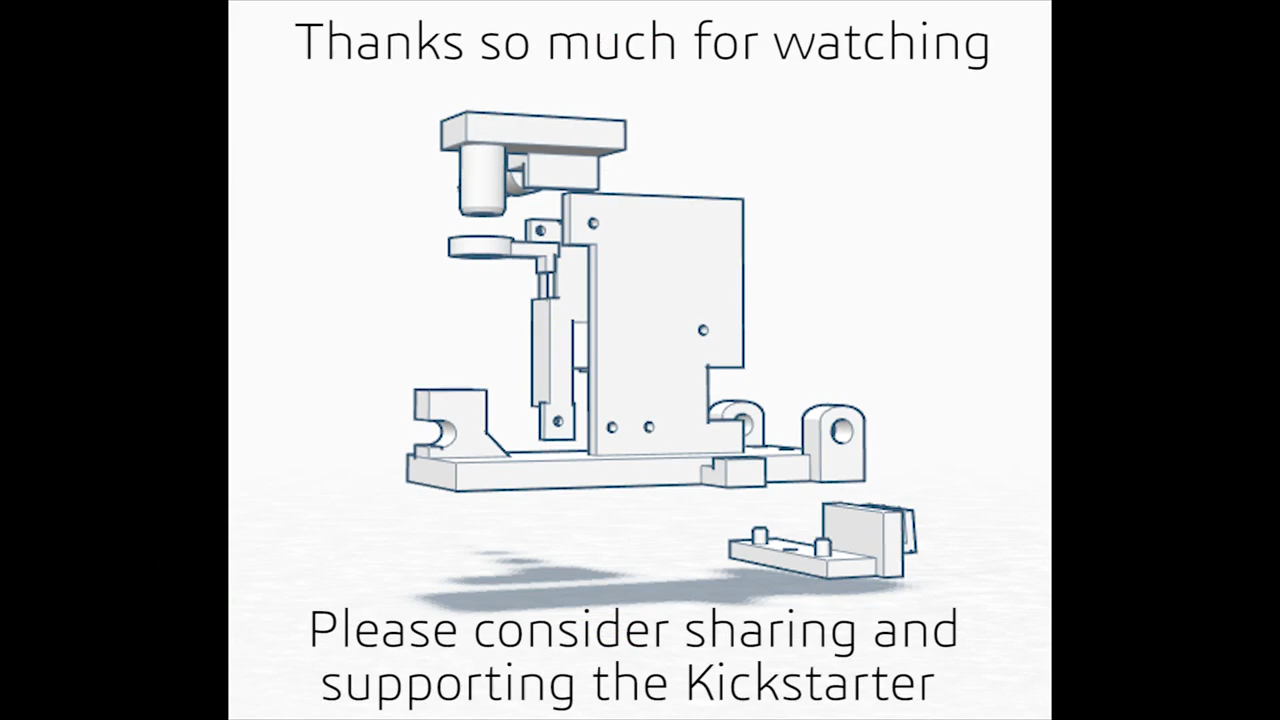 Thanks so much for watching
Please consider sharing and
supporting the Kickstarter